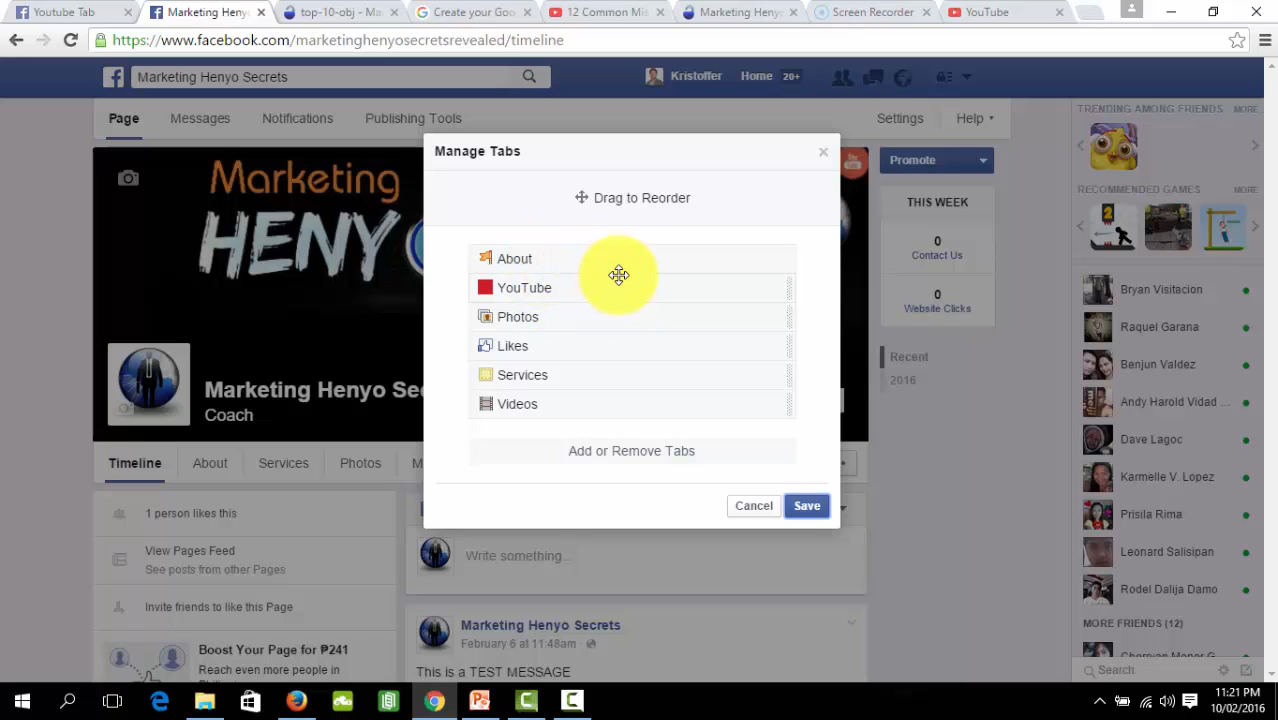 Youtube Tab
Marketing Henyo
top-10-obj - Ma
Create your Goo
12 Common Mis
Marketing Henyo
Screen Recorder
YouTube
https://www.facebook.com/marketinghenyosecretsrevealed/timeline
Marketing Henyo Secrets
Kristoffer
Home 20+
Page
Messages
Notifications
Publishing Tools
Settings
Help
TRENDING AMONG FRIENDS MORE
Manage Tabs
Drag to Reorder
About
YouTube
Photos
Likes
Services
Videos
Add or Remove Tabs
Cancel
Save
Marketing
HENYO
Marketing Henyo Sec
Coach
Timeline
About
Services
Photos
M
Promote
THIS WEEK
0
Contact Us
0
Website Clicks
Recent
2016
RECOMMENDED GAMES MORE
2
Bryan Visitacion
Raquel Garana
Benjun Valdez
Andy Harold Vidad ...
Dave Lagoc
Karmelle V. Lopez
Prisila Rima
Leonard Salisipan
Rodel Dalija Damo
MORE FRIENDS (12)
Search
1 person likes this
View Pages Feed
See posts from other Pages
Invite friends to like this Page
Boost Your Page for ₱241
Reach even more people in
Write something...
Marketing Henyo Secrets
February 6 at 11:48am
This is a TEST MESSAGE
11:21 PM
10/02/2016